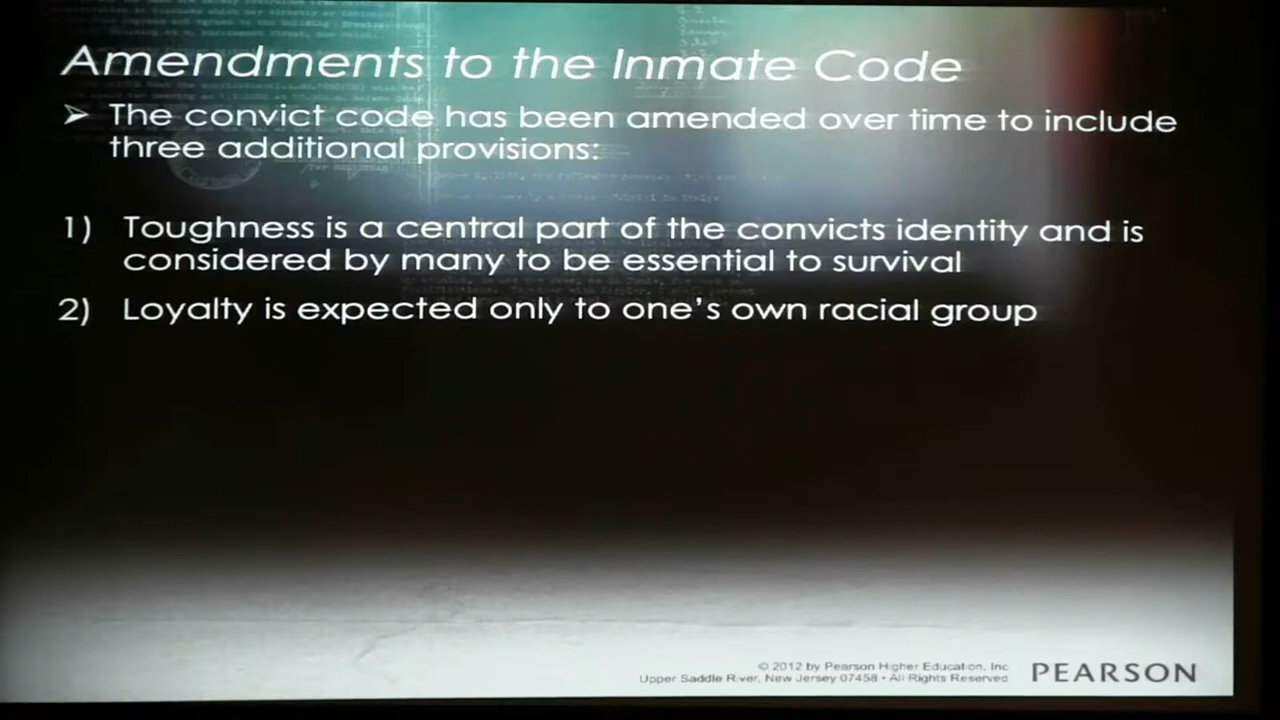 Amendments to the Inmate Code
➢ The convict code has been amended over time to include
three additional provisions:
1) Toughness is a central part of the convicts identity and is
considered by many to be essential to survival
2) Loyalty is expected only to one's own racial group
© 2012 by Pearson Higher Education, Inc
Upper Saddle River, New Jersey 07458 • All Rights Reserved
PEARSON